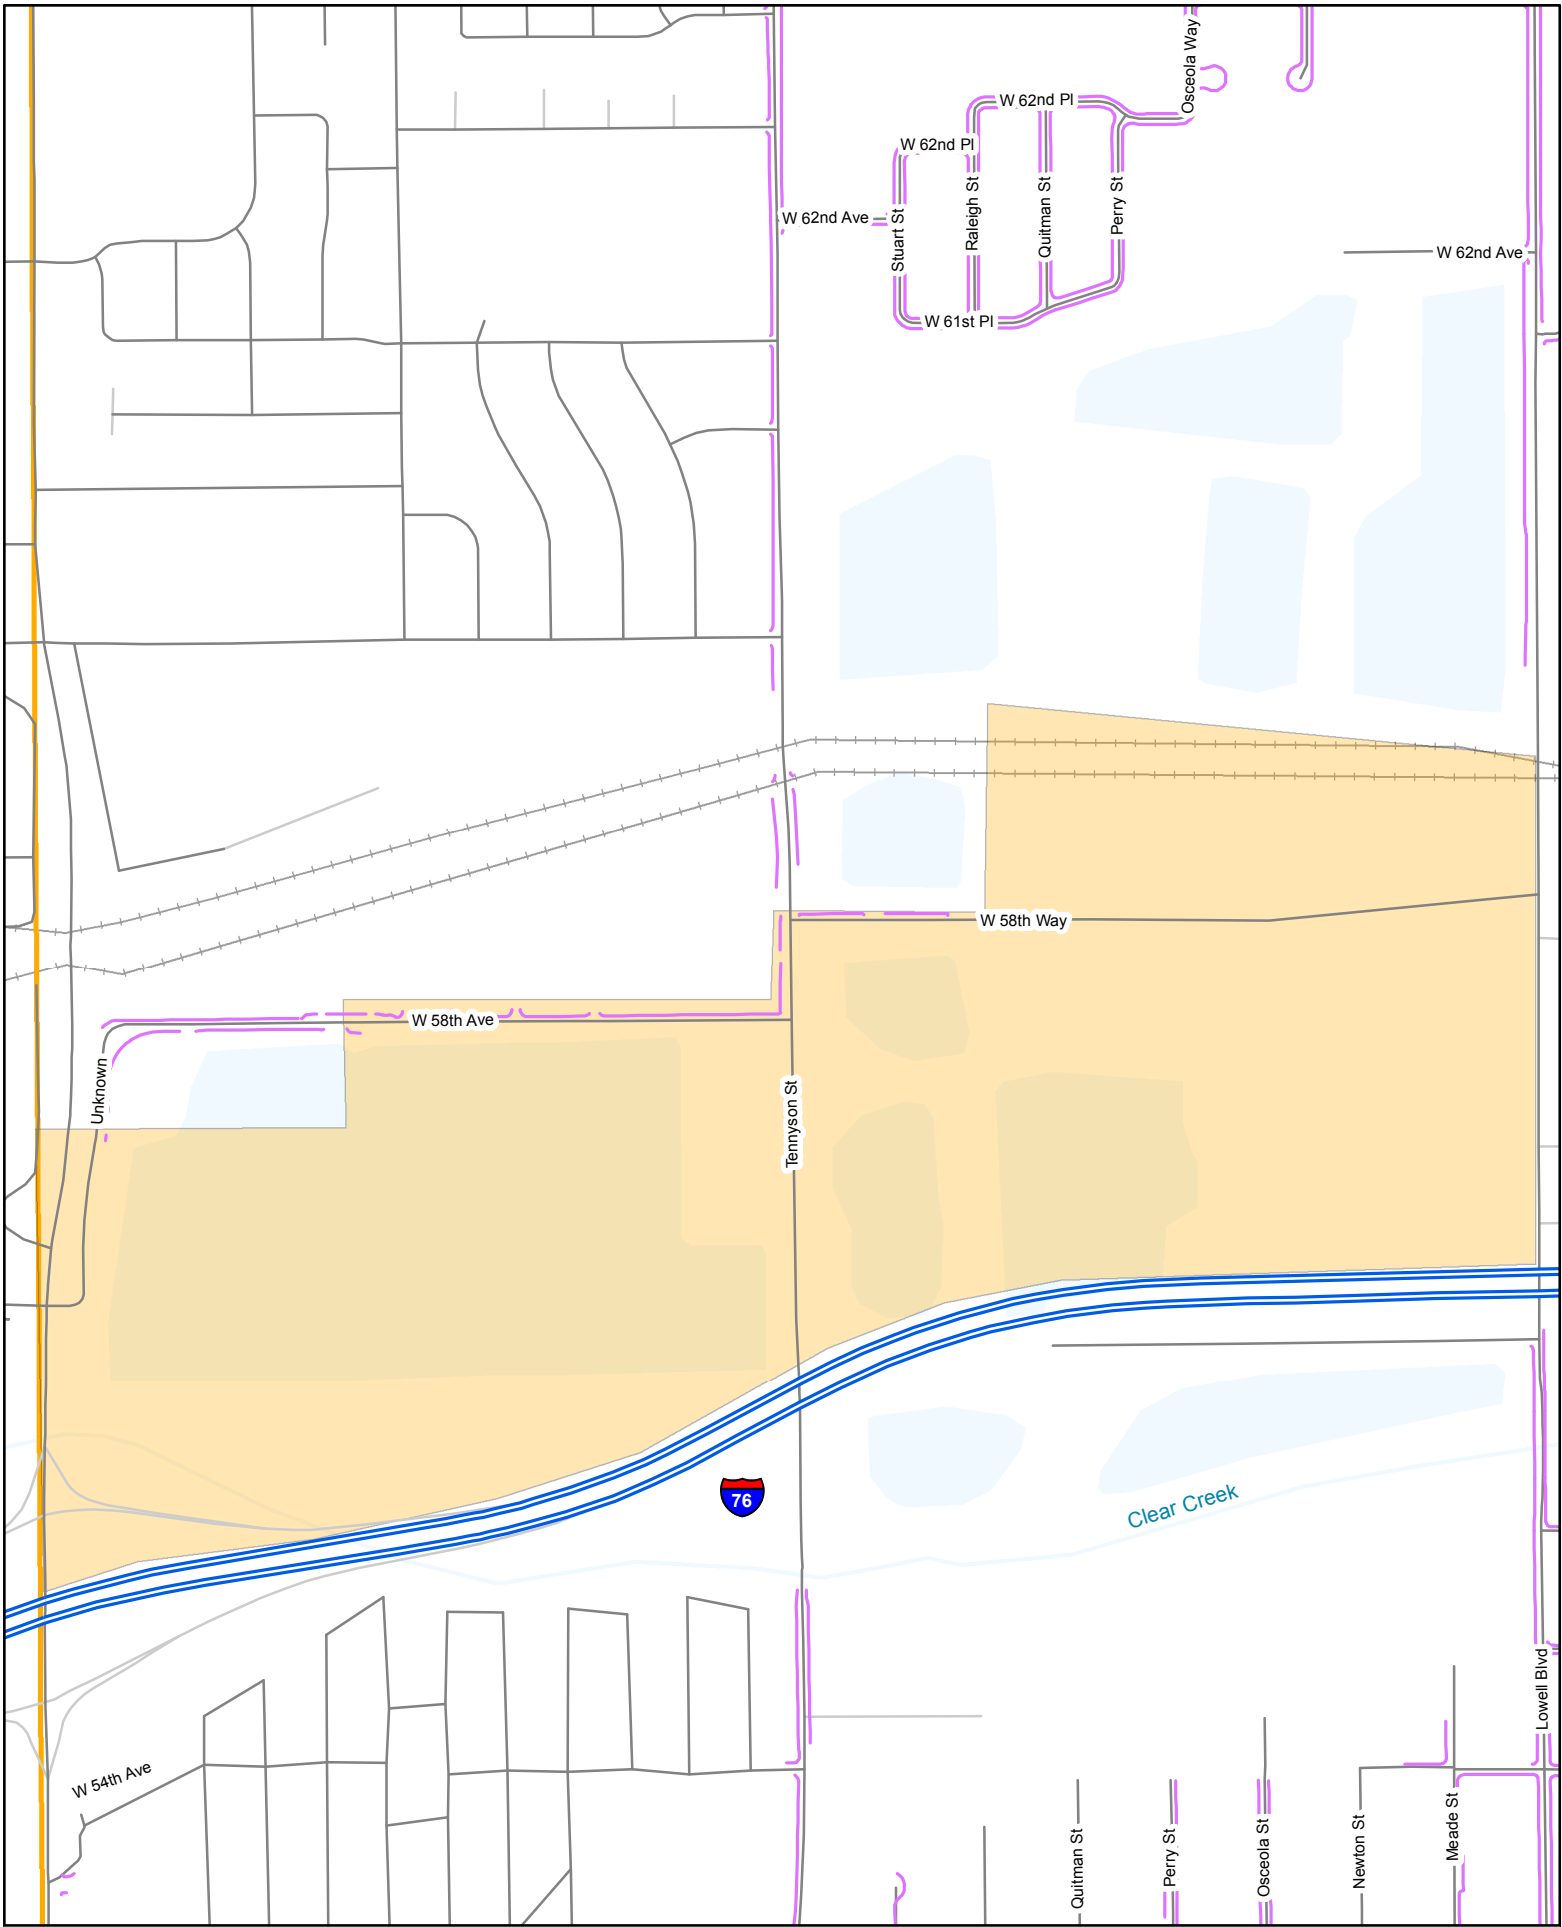 Osceola Way
W 62nd Pl
W 62nd Pl
W 62nd Ave
Stuart St
Raleigh St
Quitman St
Perry St
W 62nd Ave
W 61st Pl
W 58th Way
W 58th Ave
Unknown
Tennyson St
76
Clear Creek
Lowell Blvd
W 54th Ave
Quitman St
Perry St
Osceola St
Newton St
Meade St